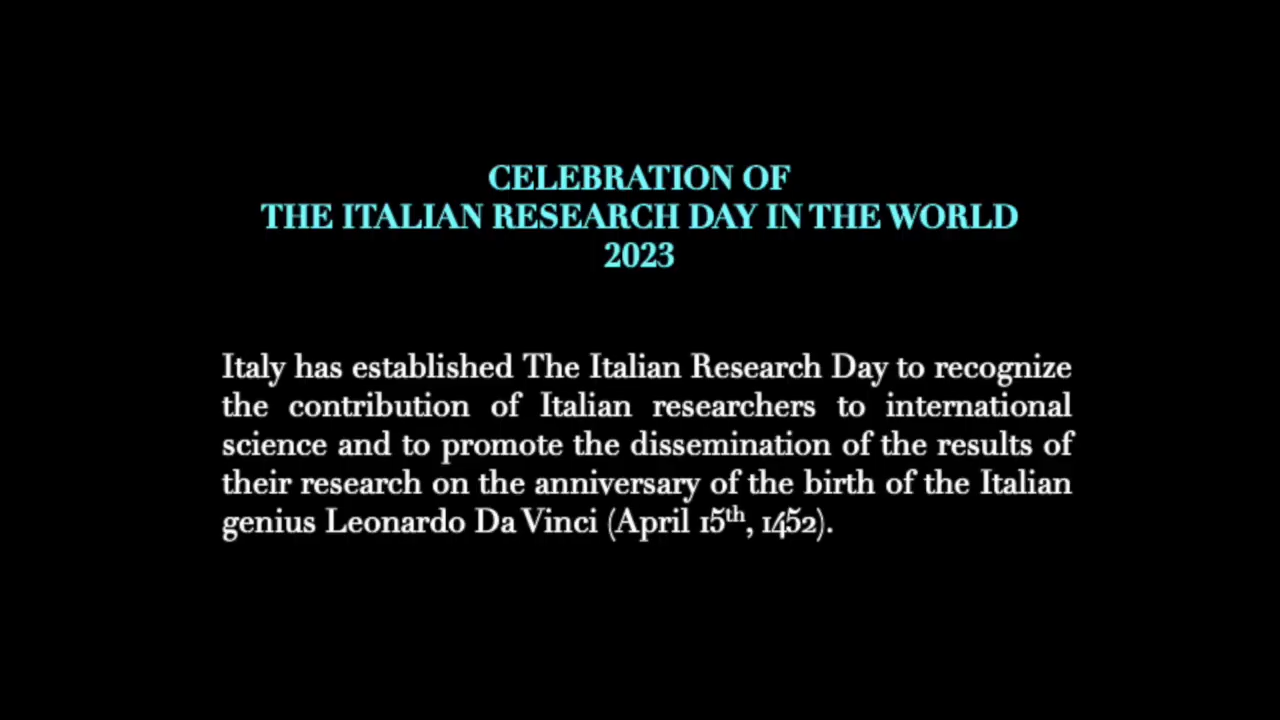 CELEBRATION OF
THE ITALIAN RESEARCH DAY IN THE WORLD
2023
Italy has established The Italian Research Day to recognize
the contribution of Italian researchers to international
science and to promote the dissemination of the results of
their research on the anniversary of the birth of the Italian
genius Leonardo Da Vinci (April 15th, 1452).